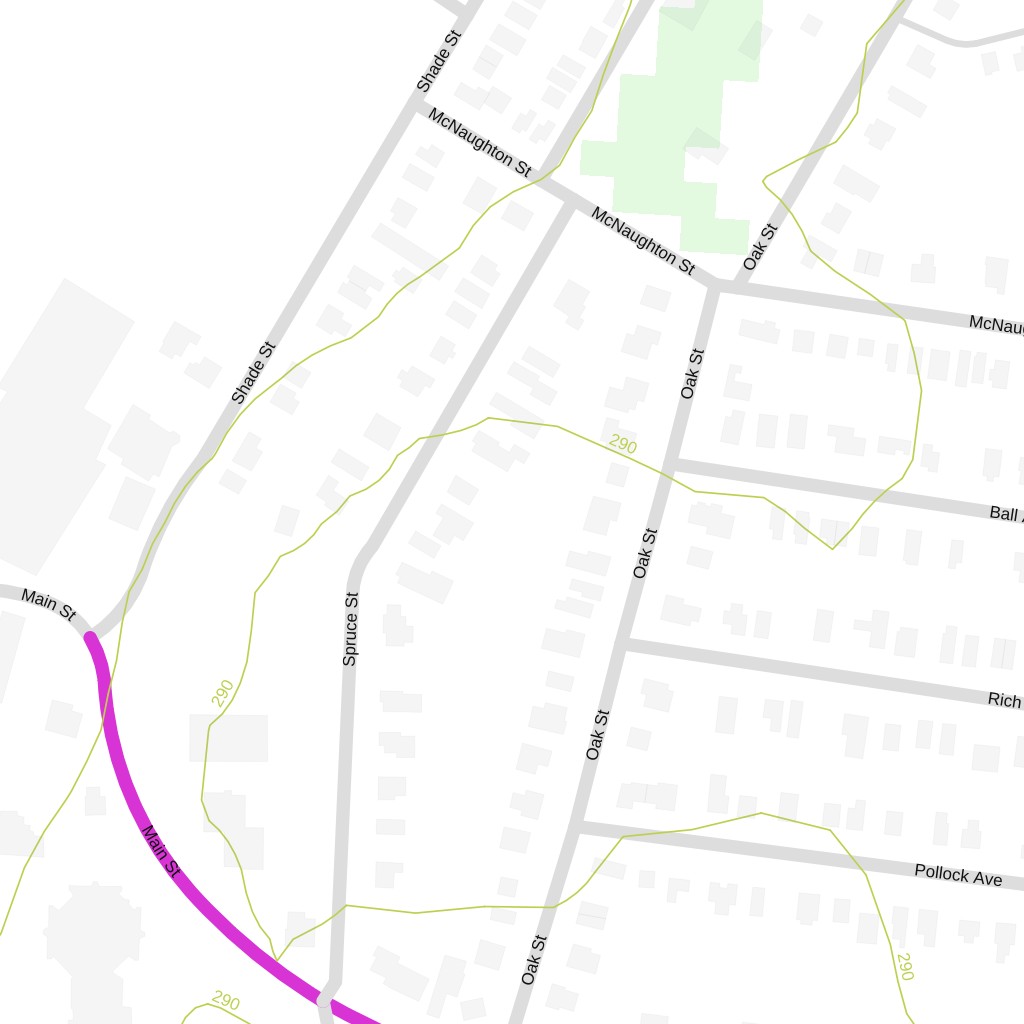 Shade St
McNaughton St
McNaughton St
Oak St
McNau
Shade St
Oak St
290
Ball
Oak St
Main St
Spruce St
290
Rich
Oak St
Main St
Pollock Ave
Oak St
290
290